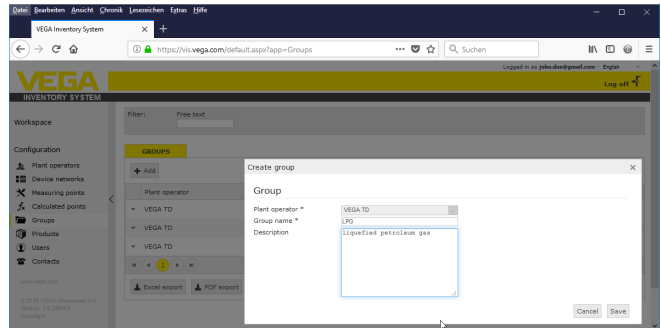 Datei Bearbeiten Ansicht Chronik Lesezeichen Extras Hilfe
VEGA Inventory System
https://vis.vega.com/default.aspx?app=Groups
Suchen
Logged in as john.doe@gmail.com - English
VEGA
Log off
INVENTORY SYSTEM
Workspace
Filter: Free text
Configuration
GROUPS
Plant operators
Add
Device networks
Measuring points
Plant operator
Calculated points
VEGA TD
Groups
VEGA TD
Products
Users
VEGA TD
Contacts
1
www.vega.com
Excel export PDF export
Copyright
Create group
Group
Plant operator * VEGA TD
Group name * LPG
Description liquefied petroleum gas
Cancel Save